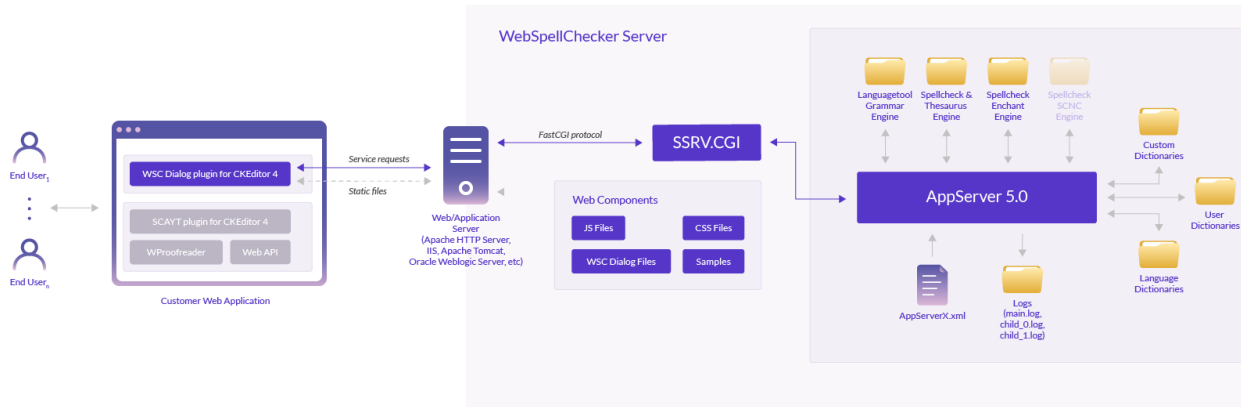 WebSpellChecker Server
Languagetool
Grammar
Engine
Spellcheck &
Thesaurus
Engine
Spellcheck
Enchant
Engine
Spellcheck
SCNC
Engine
End User1
End Usern
WSC Dialog plugin for CKEditor 4
SCAYT plugin for CKEditor 4
WProofreader
Web API
Customer Web Application
Service requests
Static files
Web/Application
Server
(Apache HTTP Server,
IIS, Apache Tomcat,
Oracle Weblogic Server, etc)
FastCGI protocol
SSRV.CGI
Web Components
JS Files
CSS Files
WSC Dialog Files
Samples
AppServer 5.0
Custom
Dictionaries
User
Dictionaries
Language
Dictionaries
AppServerX.xml
Logs
(main.log,
child_0.log,
child_1.log)